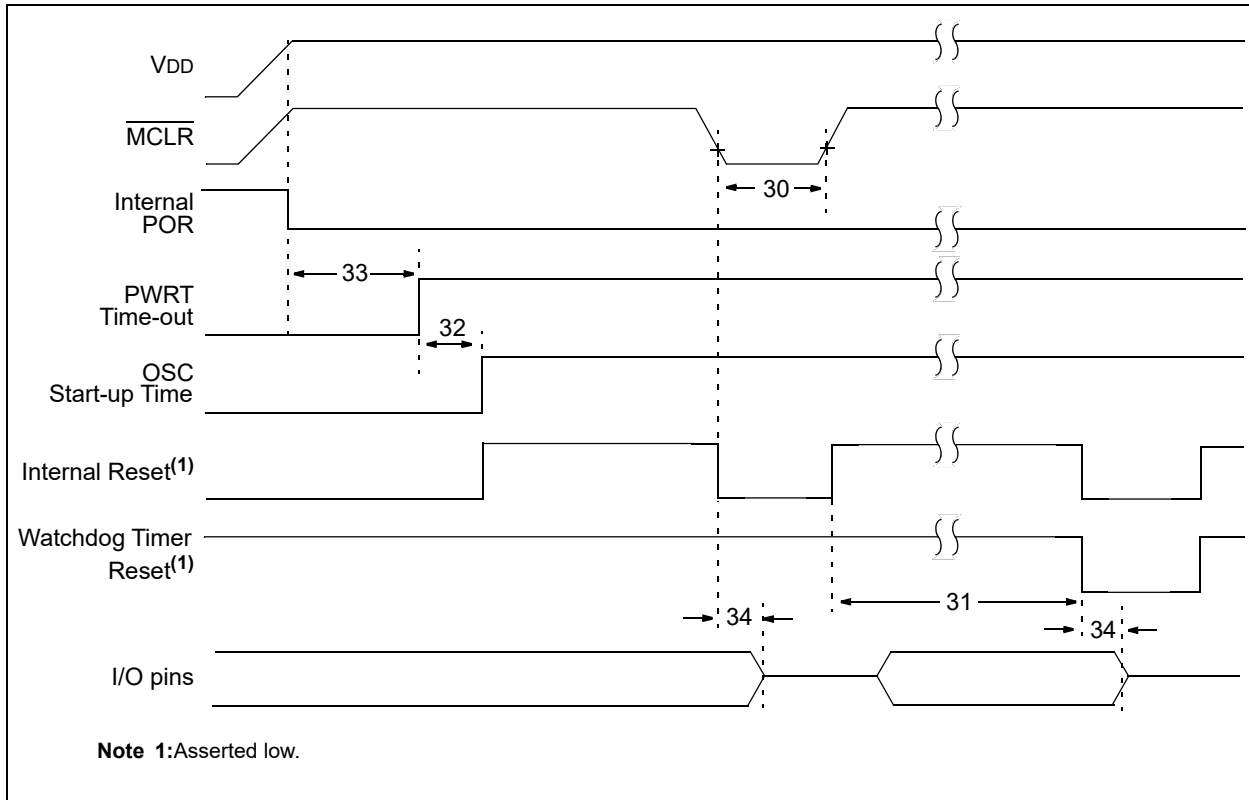 VDD
MCLR
30
Internal
POR
33
PWRT
Time-out
32
OSC
Start-up Time
Internal Reset(1)
Watchdog Timer
Reset(1)
31
34
34
I/O pins
Note 1:Asserted low.